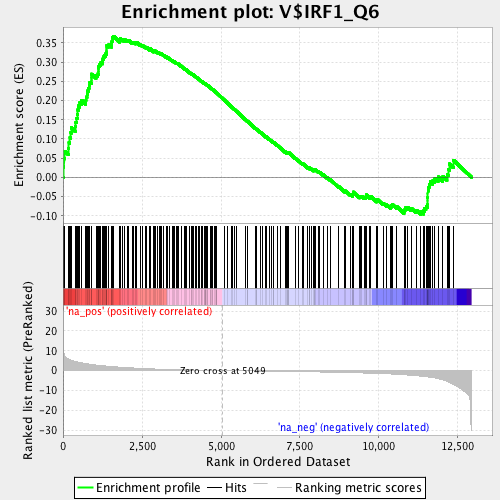 Enrichment plot: V$IRF1_Q6
Enrichment score (ES)
0.35
0.30
0.25
0.20
0.15
0.10
0.05
0.00
-0.05
-0.10
'na_pos' (positively correlated)
Ranked list metric (PreRanked)
30
20
10
0
-10
-20
-30
Zero cross at 5049
'na_neg' (negatively correlated)
0
2,500
5,000
7,500
10,000
12,500
Rank in Ordered Dataset
Enrichment profile
Hits
Ranking metric scores